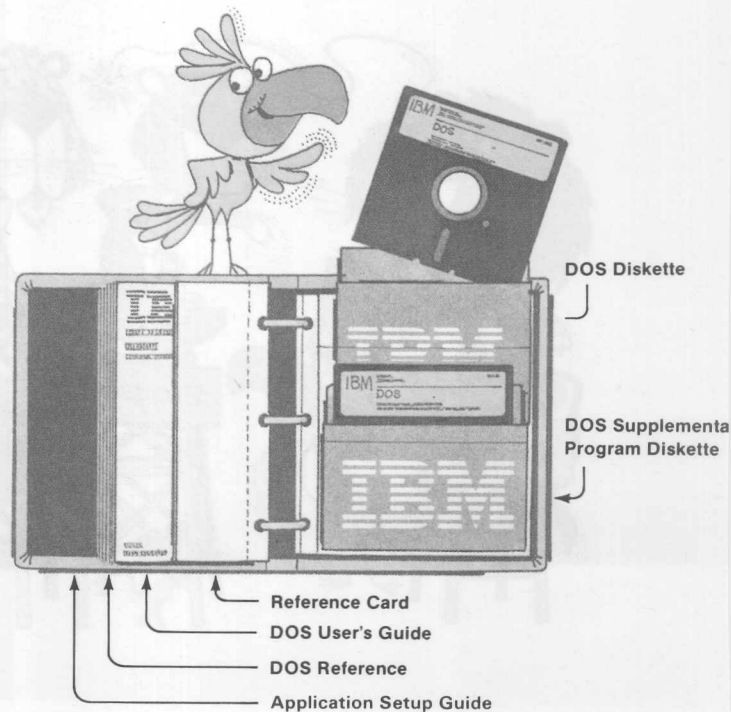 IBM
DOS
DOS Diskette
IBM
IBM
IBM
DOS
DOS Supplementa
Program Diskette
IBM
Reference Card
DOS User's Guide
DOS Reference
Application Setup Guide